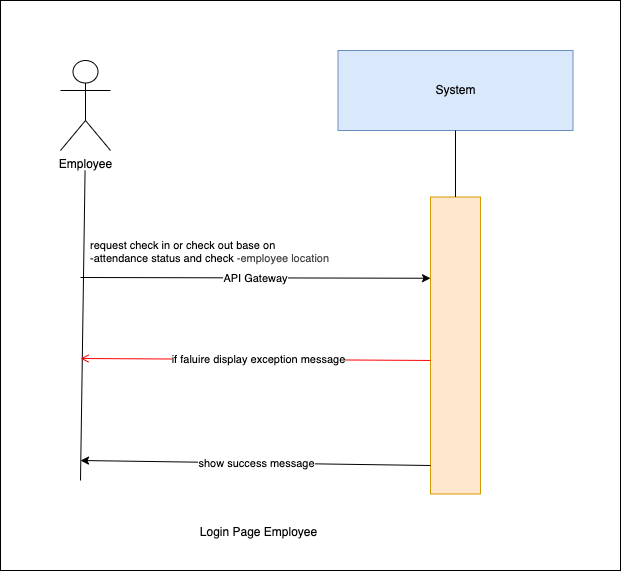 System
Employee
request check in or check out base on
-attendance status and check -employee location
API Gateway
if faluire display exception message
show success message
Login Page Employee